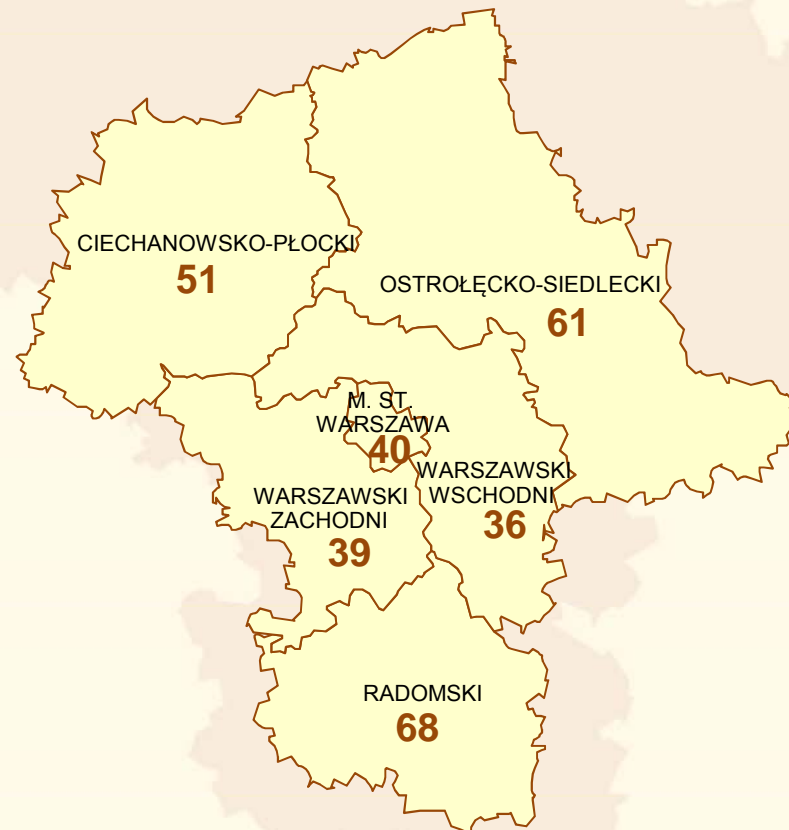 CIECHANOWSKO-PŁOCKI
51
OSTROŁĘCKO-SIEDLECKI
61
M. ST.
WARSZAWA
40
WARSZAWSKI
WSCHODNI
36
WARSZAWSKI
ZACHODNI
39
RADOMSKI
68